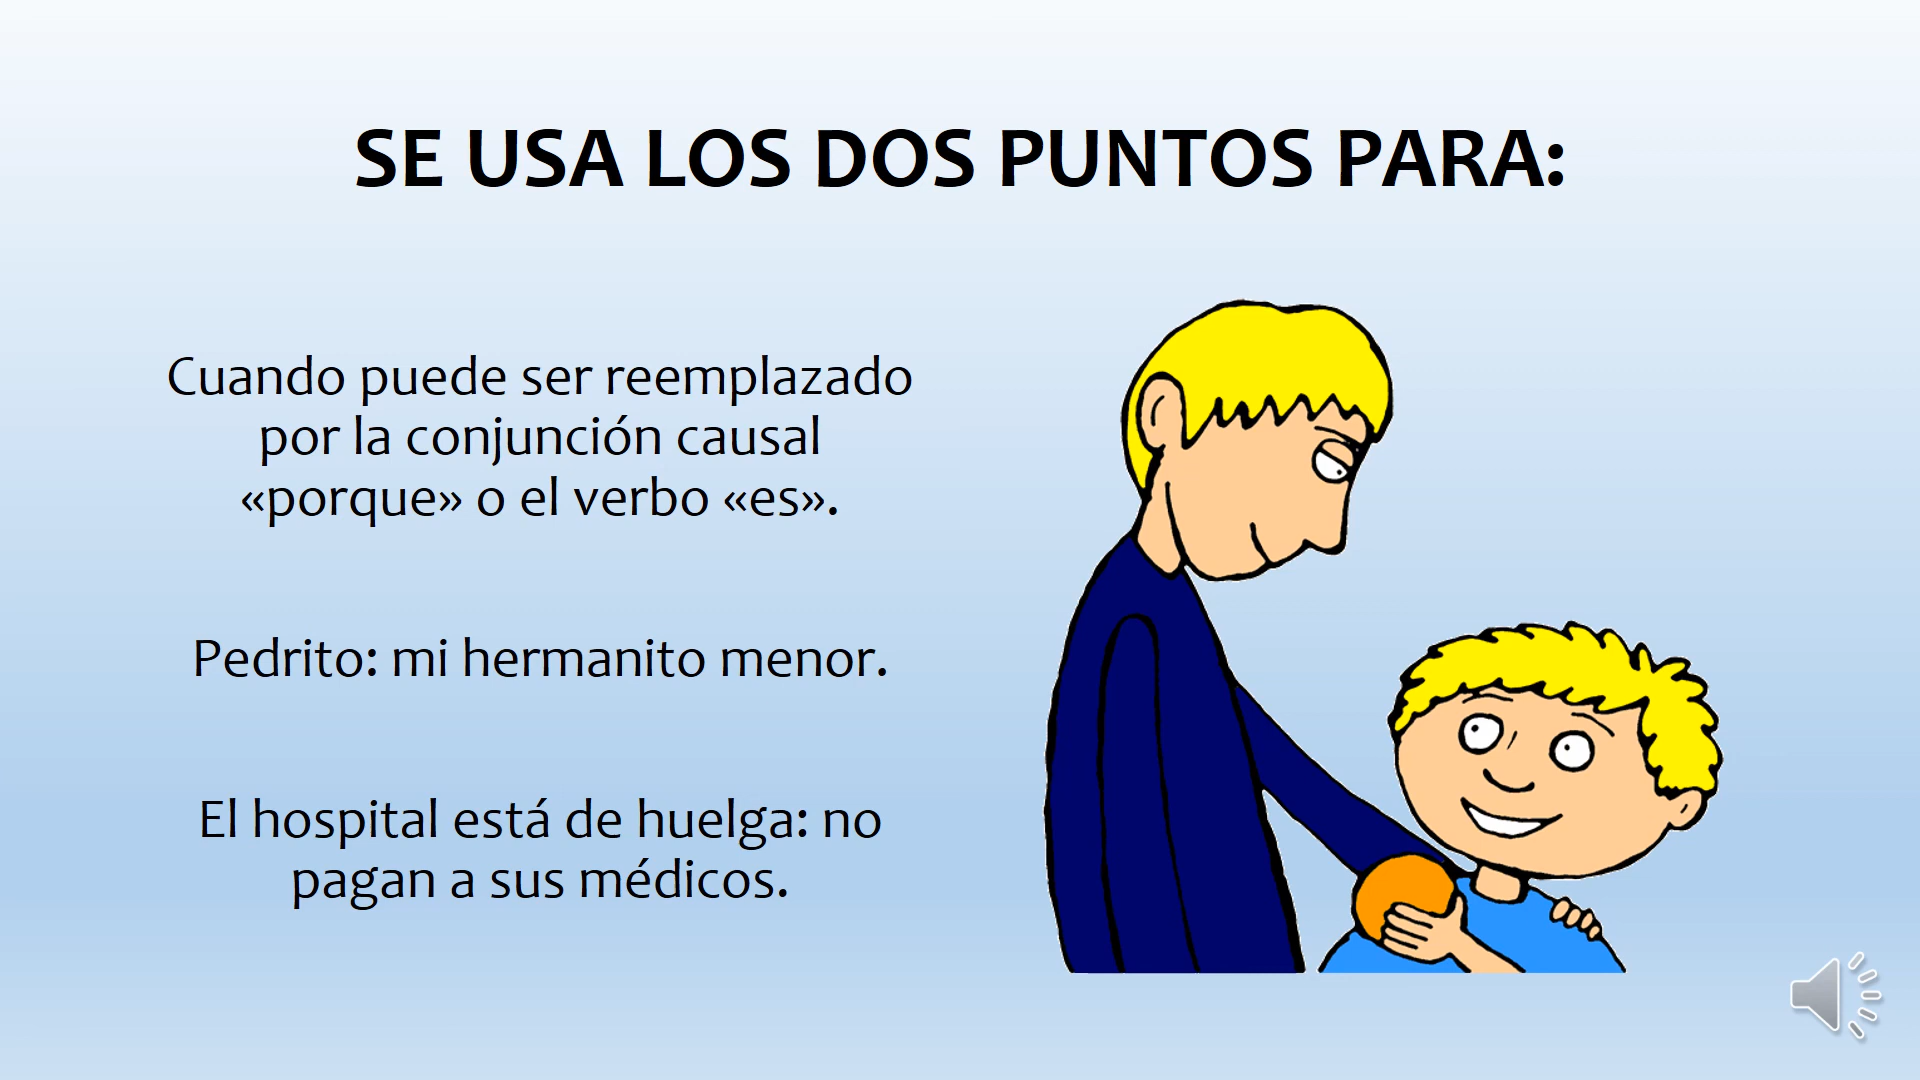 SE USA LOS DOS PUNTOS PARA:
Cuando puede ser reemplazado
por la conjunción causal
«porque» o el verbo «es».
Pedrito: mi hermanito menor.
El hospital está de huelga: no
pagan a sus médicos.